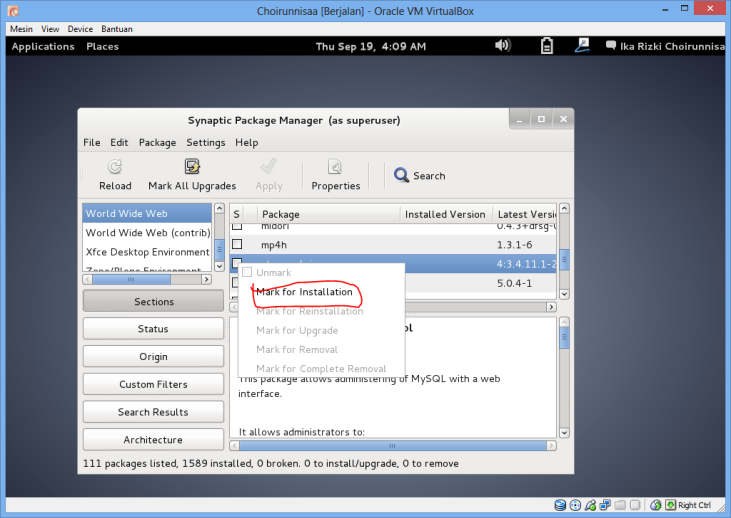 Choirunnisaa [Berjalan] - Oracle VM VirtualBox
Mesin View Device Bantuan
Applications Places Thu Sep 19, 4:09 AM Ika Rizki Choirunnisa
Synaptic Package Manager (as superuser)
File Edit Package Settings Help
Reload Mark All Upgrades Apply Properties Search
World Wide Web
World Wide Web (contrib)
Xfce Desktop Environment
Zope/Plone Environment
S Package Installed Version Latest Versi
midori 0.4.3+dfsg-0
mp4h 1.3.1-6
4:3.4.11.1-2
5.0.4-1
Unmark
Mark for Installation
Mark for Reinstallation
Mark for Upgrade
Mark for Removal
Mark for Complete Removal
Sections
Status
Origin
Custom Filters
Search Results
Architecture
This package allows administering of MySQL with a web
interface.
It allows administrators to:
111 packages listed, 1589 installed, 0 broken. 0 to install/upgrade, 0 to remove
Right Ctrl